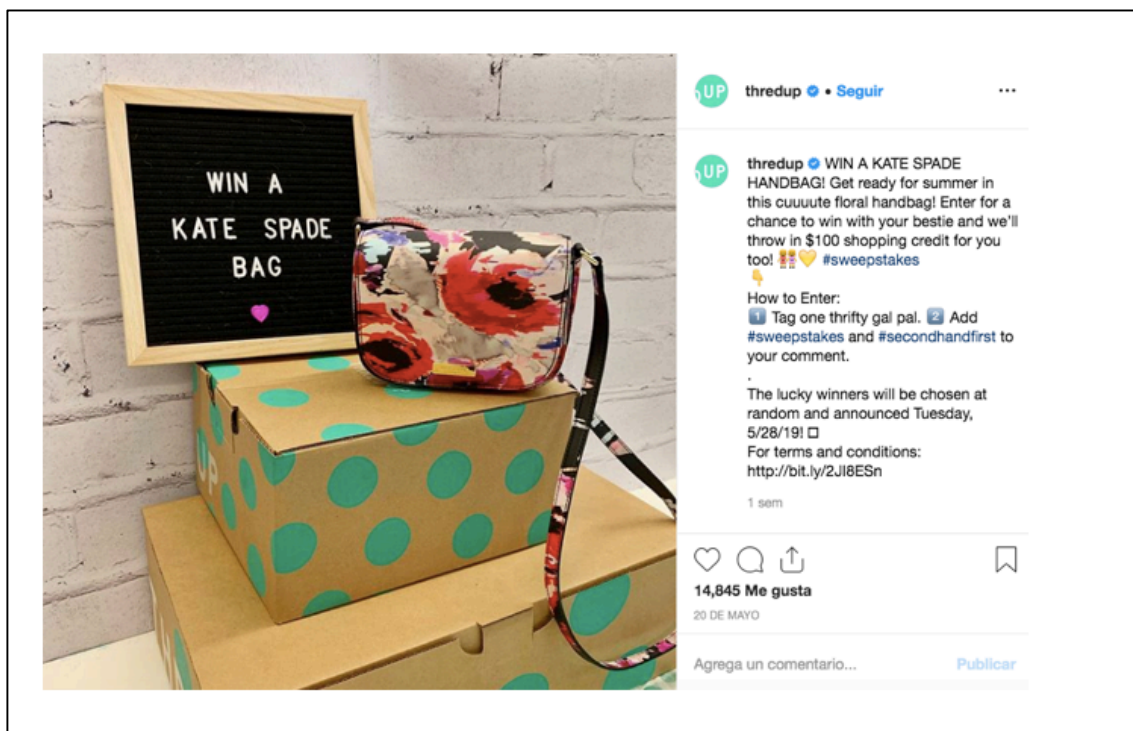 WIN A
KATE SPADE
BAG
UP
UP
thredup • Seguir
UP
thredup WIN A KATE SPADE
HANDBAG! Get ready for summer in
this cuuuute floral handbag! Enter for a
chance to win with your bestie and we'll
throw in $100 shopping credit for you
too! 👭💛 #sweepstakes
👇
How to Enter:
1️⃣ Tag one thrifty gal pal. 2️⃣ Add
#sweepstakes and #secondhandfirst to
your comment.
.
The lucky winners will be chosen at
random and announced Tuesday,
5/28/19! □
For terms and conditions:
http://bit.ly/2JI8ESn
1 sem
14,845 Me gusta
20 DE MAYO
Agrega un comentario...
Publicar